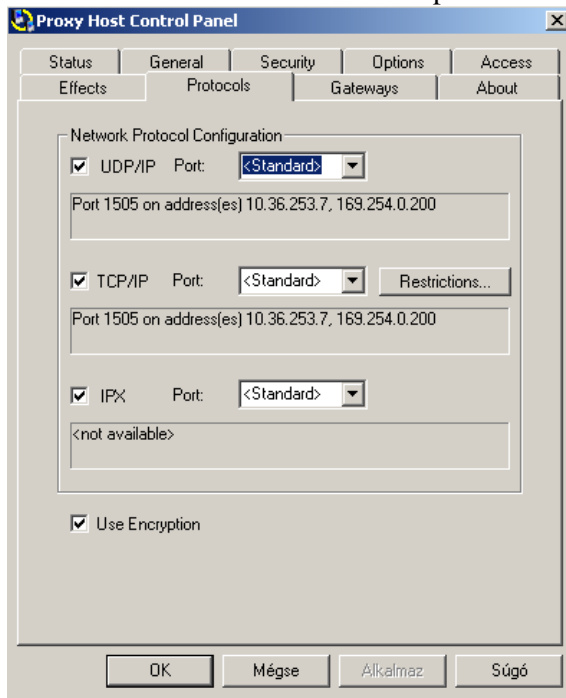 Proxy Host Control Panel
Status General Security Options Access
Effects Protocols Gateways About
Network Protocol Configuration
UDP/IP Port: <Standard>
Port 1505 on address(es) 10.36.253.7, 169.254.0.200
TCP/IP Port: <Standard> Restrictions...
Port 1505 on address(es) 10.36.253.7, 169.254.0.200
IPX Port: <Standard>
<not available>
Use Encryption
OK Mégse Alkalmaz Súgó